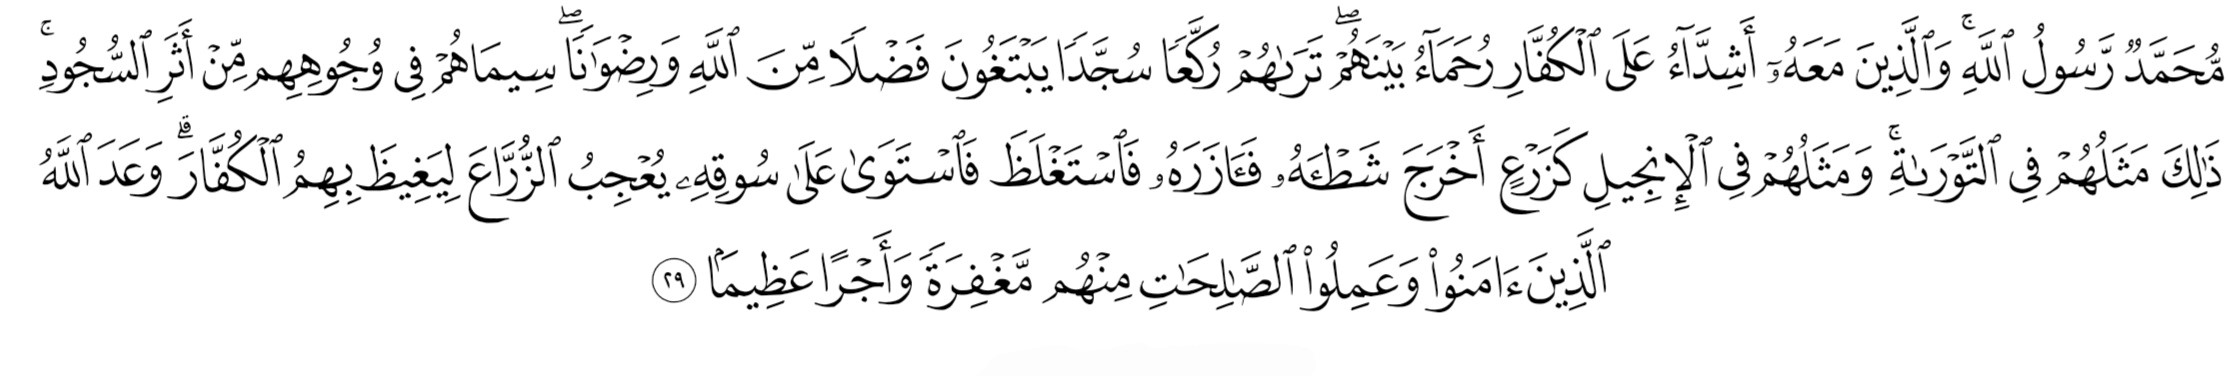 مُّحَمَّدٌ رَّسُولُ ٱللَّهِۚ وَٱلَّذِينَ مَعَهُۥٓ أَشِدَّآءُ عَلَى ٱلْكُفَّارِ رُحَمَآءُ بَيْنَهُمْۖ تَرَىٰهُمْ رُكَّعًا سُجَّدًا يَبْتَغُونَ فَضْلًا مِّنَ ٱللَّهِ وَرِضْوَٰنًاۖ سِيمَاهُمْ فِى وُجُوهِهِم مِّنْ أَثَرِ ٱلسُّجُودِۚ
ذَٰلِكَ مَثَلُهُمْ فِى ٱلتَّوْرَىٰةِۚ وَمَثَلُهُمْ فِى ٱلْإِنجِيلِ كَزَرْعٍ أَخْرَجَ شَطْـَٔهُۥ فَـَٔازَرَهُۥ فَٱسْتَغْلَظَ فَٱسْتَوَىٰ عَلَىٰ سُوقِهِۦ يُعْجِبُ ٱلزُّرَّاعَ لِيَغِيظَ بِهِمُ ٱلْكُفَّارَۗ وَعَدَ ٱللَّهُ
ٱلَّذِينَ ءَامَنُوا۟ وَعَمِلُوا۟ ٱلصَّٰلِحَٰتِ مِنْهُم مَّغْفِرَةً وَأَجْرًا عَظِيمًۢا ٢٩